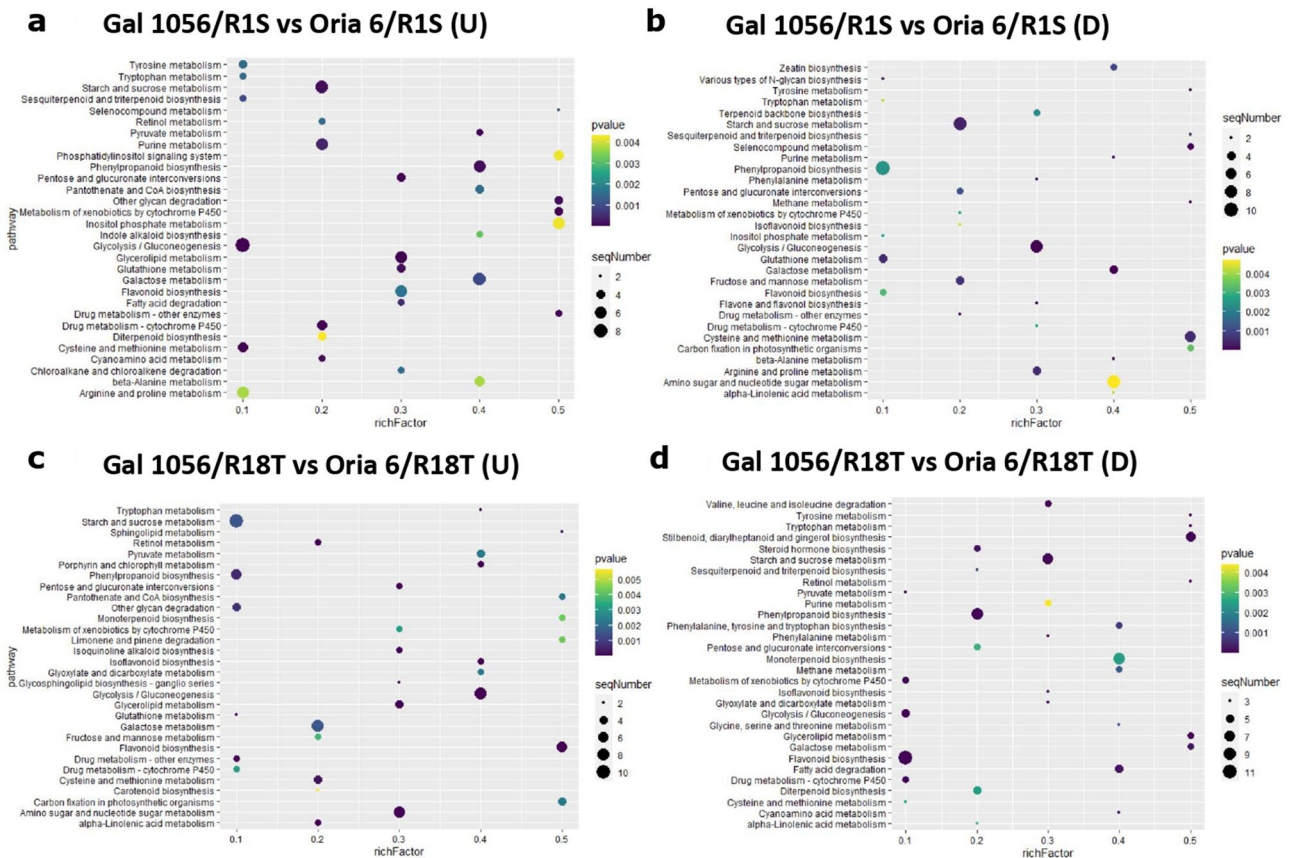 a
Gal 1056/R1S vs Oria 6/R1S (U)
Tyrosine metabolism
Tryptophan metabolism
Starch and sucrose metabolism
Sesquiterpenoid and triterpenoid biosynthesis
Selenocompound metabolism
Retinol metabolism
Pyruvate metabolism
Purine metabolism
Phosphatidylinositol signaling system
Phenylpropanoid biosynthesis
Pentose and glucuronate interconversions
Pantothenate and CoA biosynthesis
Other glycan degradation
Metabolism of xenobiotics by cytochrome P450
Inositol phosphate metabolism
Indole alkaloid biosynthesis
Glycolysis / Gluconeogenesis
Glycerolipid metabolism
Glutathione metabolism
Galactose metabolism
Flavonoid biosynthesis
Fatty acid degradation
Drug metabolism - other enzymes
Drug metabolism - cytochrome P450
Diterpenoid biosynthesis
Cysteine and methionine metabolism
Cyanoamino acid metabolism
Chloroalkane and chloroalkene degradation
beta-Alanine metabolism
Arginine and proline metabolism
pathway
0.1 0.2 0.3 0.4 0.5
richFactor
pvalue
0.004
0.003
0.002
0.001
seqNumber
2
4
6
8
b
Gal 1056/R1S vs Oria 6/R1S (D)
Zeatin biosynthesis
Various types of N-glycan biosynthesis
Tyrosine metabolism
Tryptophan metabolism
Terpenoid backbone biosynthesis
Starch and sucrose metabolism
Sesquiterpenoid and triterpenoid biosynthesis
Selenocompound metabolism
Purine metabolism
Phenylpropanoid biosynthesis
Phenylalanine metabolism
Pentose and glucuronate interconversions
Methane metabolism
Metabolism of xenobiotics by cytochrome P450
Isoflavonoid biosynthesis
Inositol phosphate metabolism
Glycolysis / Gluconeogenesis
Glutathione metabolism
Galactose metabolism
Fructose and mannose metabolism
Flavonoid biosynthesis
Flavone and flavonol biosynthesis
Drug metabolism - other enzymes
Drug metabolism - cytochrome P450
Cysteine and methionine metabolism
Carbon fixation in photosynthetic organisms
beta-Alanine metabolism
Arginine and proline metabolism
Amino sugar and nucleotide sugar metabolism
alpha-Linolenic acid metabolism
0.1 0.2 0.3 0.4 0.5
richFactor
seqNumber
2
4
6
8
10
pvalue
0.004
0.003
0.002
0.001
c
Gal 1056/R18T vs Oria 6/R18T (U)
Tryptophan metabolism
Starch and sucrose metabolism
Sphingolipid metabolism
Retinol metabolism
Pyruvate metabolism
Porphyrin and chlorophyll metabolism
Phenylpropanoid biosynthesis
Pentose and glucuronate interconversions
Pantothenate and CoA biosynthesis
Other glycan degradation
Monoterpenoid biosynthesis
Metabolism of xenobiotics by cytochrome P450
Limonene and pinene degradation
Isoquinoline alkaloid biosynthesis
Isoflavonoid biosynthesis
Glyoxylate and dicarboxylate metabolism
Glycosphingolipid biosynthesis - ganglio series
Glycolysis / Gluconeogenesis
Glycerolipid metabolism
Glutathione metabolism
Galactose metabolism
Fructose and mannose metabolism
Flavonoid biosynthesis
Drug metabolism - other enzymes
Drug metabolism - cytochrome P450
Cysteine and methionine metabolism
Carotenoid biosynthesis
Carbon fixation in photosynthetic organisms
Amino sugar and nucleotide sugar metabolism
alpha-Linolenic acid metabolism
pathway
0.1 0.2 0.3 0.4 0.5
richFactor
pvalue
0.005
0.004
0.003
0.002
0.001
seqNumber
2
4
6
8
10
d
Gal 1056/R18T vs Oria 6/R18T (D)
Valine, leucine and isoleucine degradation
Tyrosine metabolism
Tryptophan metabolism
Stilbenoid, diarylheptanoid and gingerol biosynthesis
Steroid hormone biosynthesis
Starch and sucrose metabolism
Sesquiterpenoid and triterpenoid biosynthesis
Retinol metabolism
Pyruvate metabolism
Purine metabolism
Phenylpropanoid biosynthesis
Phenylalanine, tyrosine and tryptophan biosynthesis
Phenylalanine metabolism
Pentose and glucuronate interconversions
Monoterpenoid biosynthesis
Methane metabolism
Metabolism of xenobiotics by cytochrome P450
Isoflavonoid biosynthesis
Glyoxylate and dicarboxylate metabolism
Glycolysis / Gluconeogenesis
Glycine, serine and threonine metabolism
Glycerolipid metabolism
Galactose metabolism
Flavonoid biosynthesis
Fatty acid degradation
Drug metabolism - cytochrome P450
Diterpenoid biosynthesis
Cysteine and methionine metabolism
Cyanoamino acid metabolism
alpha-Linolenic acid metabolism
0.1 0.2 0.3 0.4 0.5
richFactor
pvalue
0.004
0.003
0.002
0.001
seqNumber
3
5
7
9
11